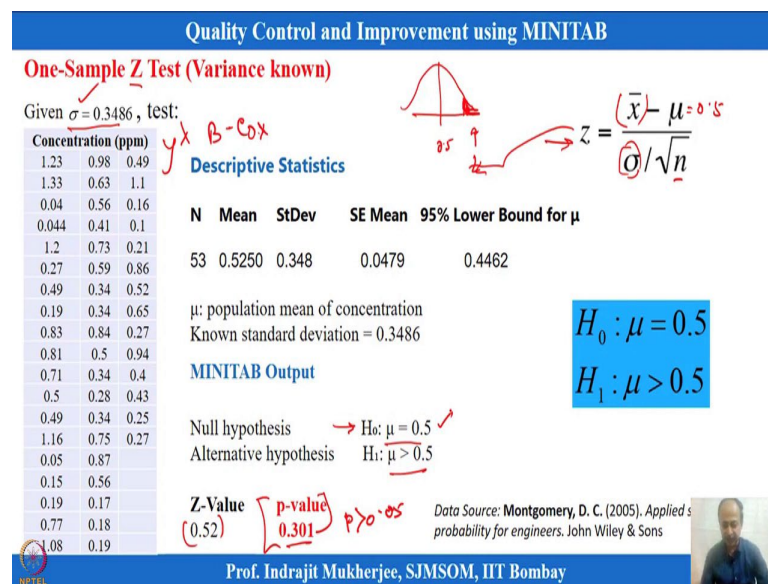 Quality Control and Improvement using MINITAB
One-Sample Z Test (Variance known)
Given σ = 0.3486 , test:
yλ B-Cox
Concentration (ppm)
1.23 0.98 0.49
1.33 0.63 1.1
0.04 0.56 0.16
0.044 0.41 0.1
1.2 0.73 0.21
0.27 0.59 0.86
0.49 0.34 0.52
0.19 0.34 0.65
0.83 0.84 0.27
0.81 0.5 0.94
0.71 0.34 0.4
0.5 0.28 0.43
0.49 0.34 0.25
1.16 0.75 0.27
0.05 0.87
0.15 0.56
0.19 0.17
0.77 0.18
1.08 0.19
0.5
z = (x̄) - μ = 0.5
σ / √n
Descriptive Statistics
N Mean StDev SE Mean 95% Lower Bound for μ
53 0.5250 0.348 0.0479 0.4462
μ: population mean of concentration
Known standard deviation = 0.3486
MINITAB Output
Null hypothesis → H₀: μ = 0.5 ✓
Alternative hypothesis H₁: μ > 0.5
Z-Value p-value
(0.52) 0.301 p>0.05
H₀ : μ = 0.5
H₁ : μ > 0.5
Data Source: Montgomery, D. C. (2005). Applied s
probability for engineers. John Wiley & Sons
NPTEL
Prof. Indrajit Mukherjee, SJMSOM, IIT Bombay